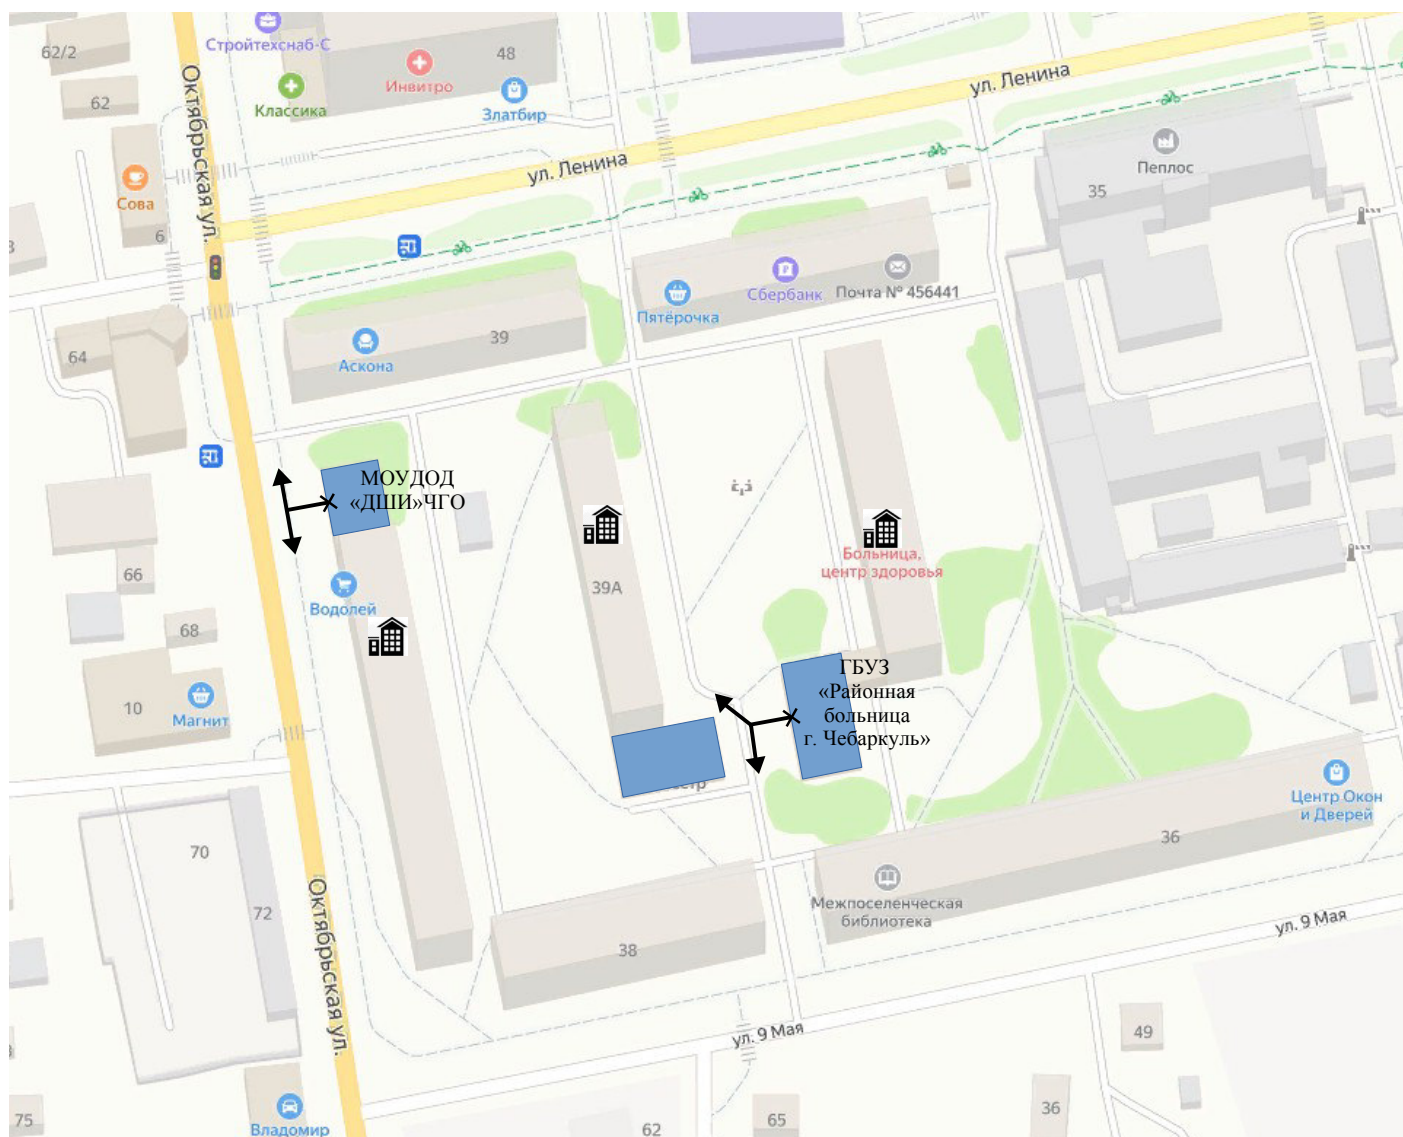 62/2
Стройтехснаб-С
48
Инвитро
62
Классика
Златбир
ул. Ленина
Октябрьская ул.
Пеплос
35
ул. Ленина
Сова
6
Сбербанк
Почта № 456441
Пятёрочка
39
64
Аскона
МОУДОД
«ДШИ»ЧГО
Больница,
центр здоровья
66
39А
Водолей
68
10
Магнит
ГБУЗ
«Районная
больница
г. Чебаркуль»
Центр Окон
и Дверей
70
36
72
Межпоселенческая
библиотека
Октябрьская ул.
38
ул. 9 Мая
ул. 9 Мая
49
75
Владомир
62
65
36